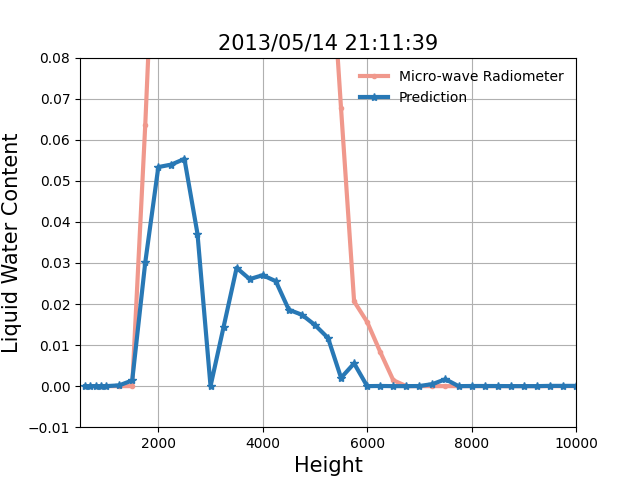 2013/05/14 21:11:39
Micro-wave Radiometer
Prediction
Liquid Water Content
0.08
0.07
0.06
0.05
0.04
0.03
0.02
0.01
0.00
−0.01
2000 4000 6000 8000 10000
Height